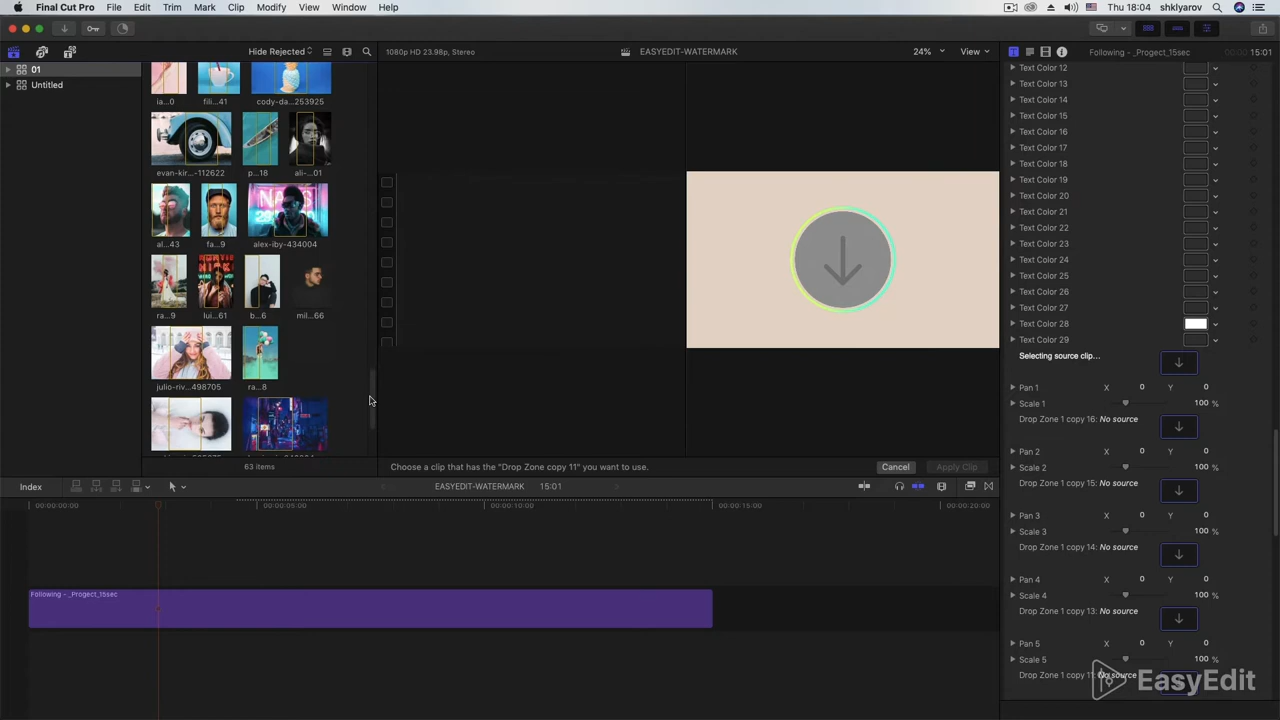 Final Cut Pro File Edit Trim Mark Clip Modify View Window Help
Thu 18:04 shklyarov
Hide Rejected
1080p HD 23.98p, Stereo
EASYEDIT-WATERMARK
24%
View
Following - _Progect_15sec
15:01
01
Untitled
ia...0
fili...41
cody-da...253925
evan-kir...-112622
p...18
ali-...01
al...43
fa...9
alex-iby-434004
ra...9
lui...61
b...6
mil...66
julio-riv...498705
ra...8
63 items
Choose a clip that has the "Drop Zone copy 11" you want to use.
Cancel
Apply Clip
Text Color 12
Text Color 13
Text Color 14
Text Color 15
Text Color 16
Text Color 17
Text Color 18
Text Color 19
Text Color 20
Text Color 21
Text Color 22
Text Color 23
Text Color 24
Text Color 25
Text Color 26
Text Color 27
Text Color 28
Text Color 29
Selecting source clip...
Pan 1 X 0 Y 0
Scale 1 100 %
Drop Zone 1 copy 16: No source
Pan 2 X 0 Y 0
Scale 2 100 %
Drop Zone 1 copy 15: No source
Pan 3 X 0 Y 0
Scale 3 100 %
Drop Zone 1 copy 14: No source
Pan 4 X 0 Y 0
Scale 4 100 %
Drop Zone 1 copy 13: No source
Pan 5 X 0 Y 0
Scale 5 100 %
Drop Zone 1 copy 11: No source
EasyEdit
Index
EASYEDIT-WATERMARK
15:01
00:00:00:00
00:00:05:00
00:00:10:00
00:00:15:00
00:00:20:00
Following - _Progect_15sec